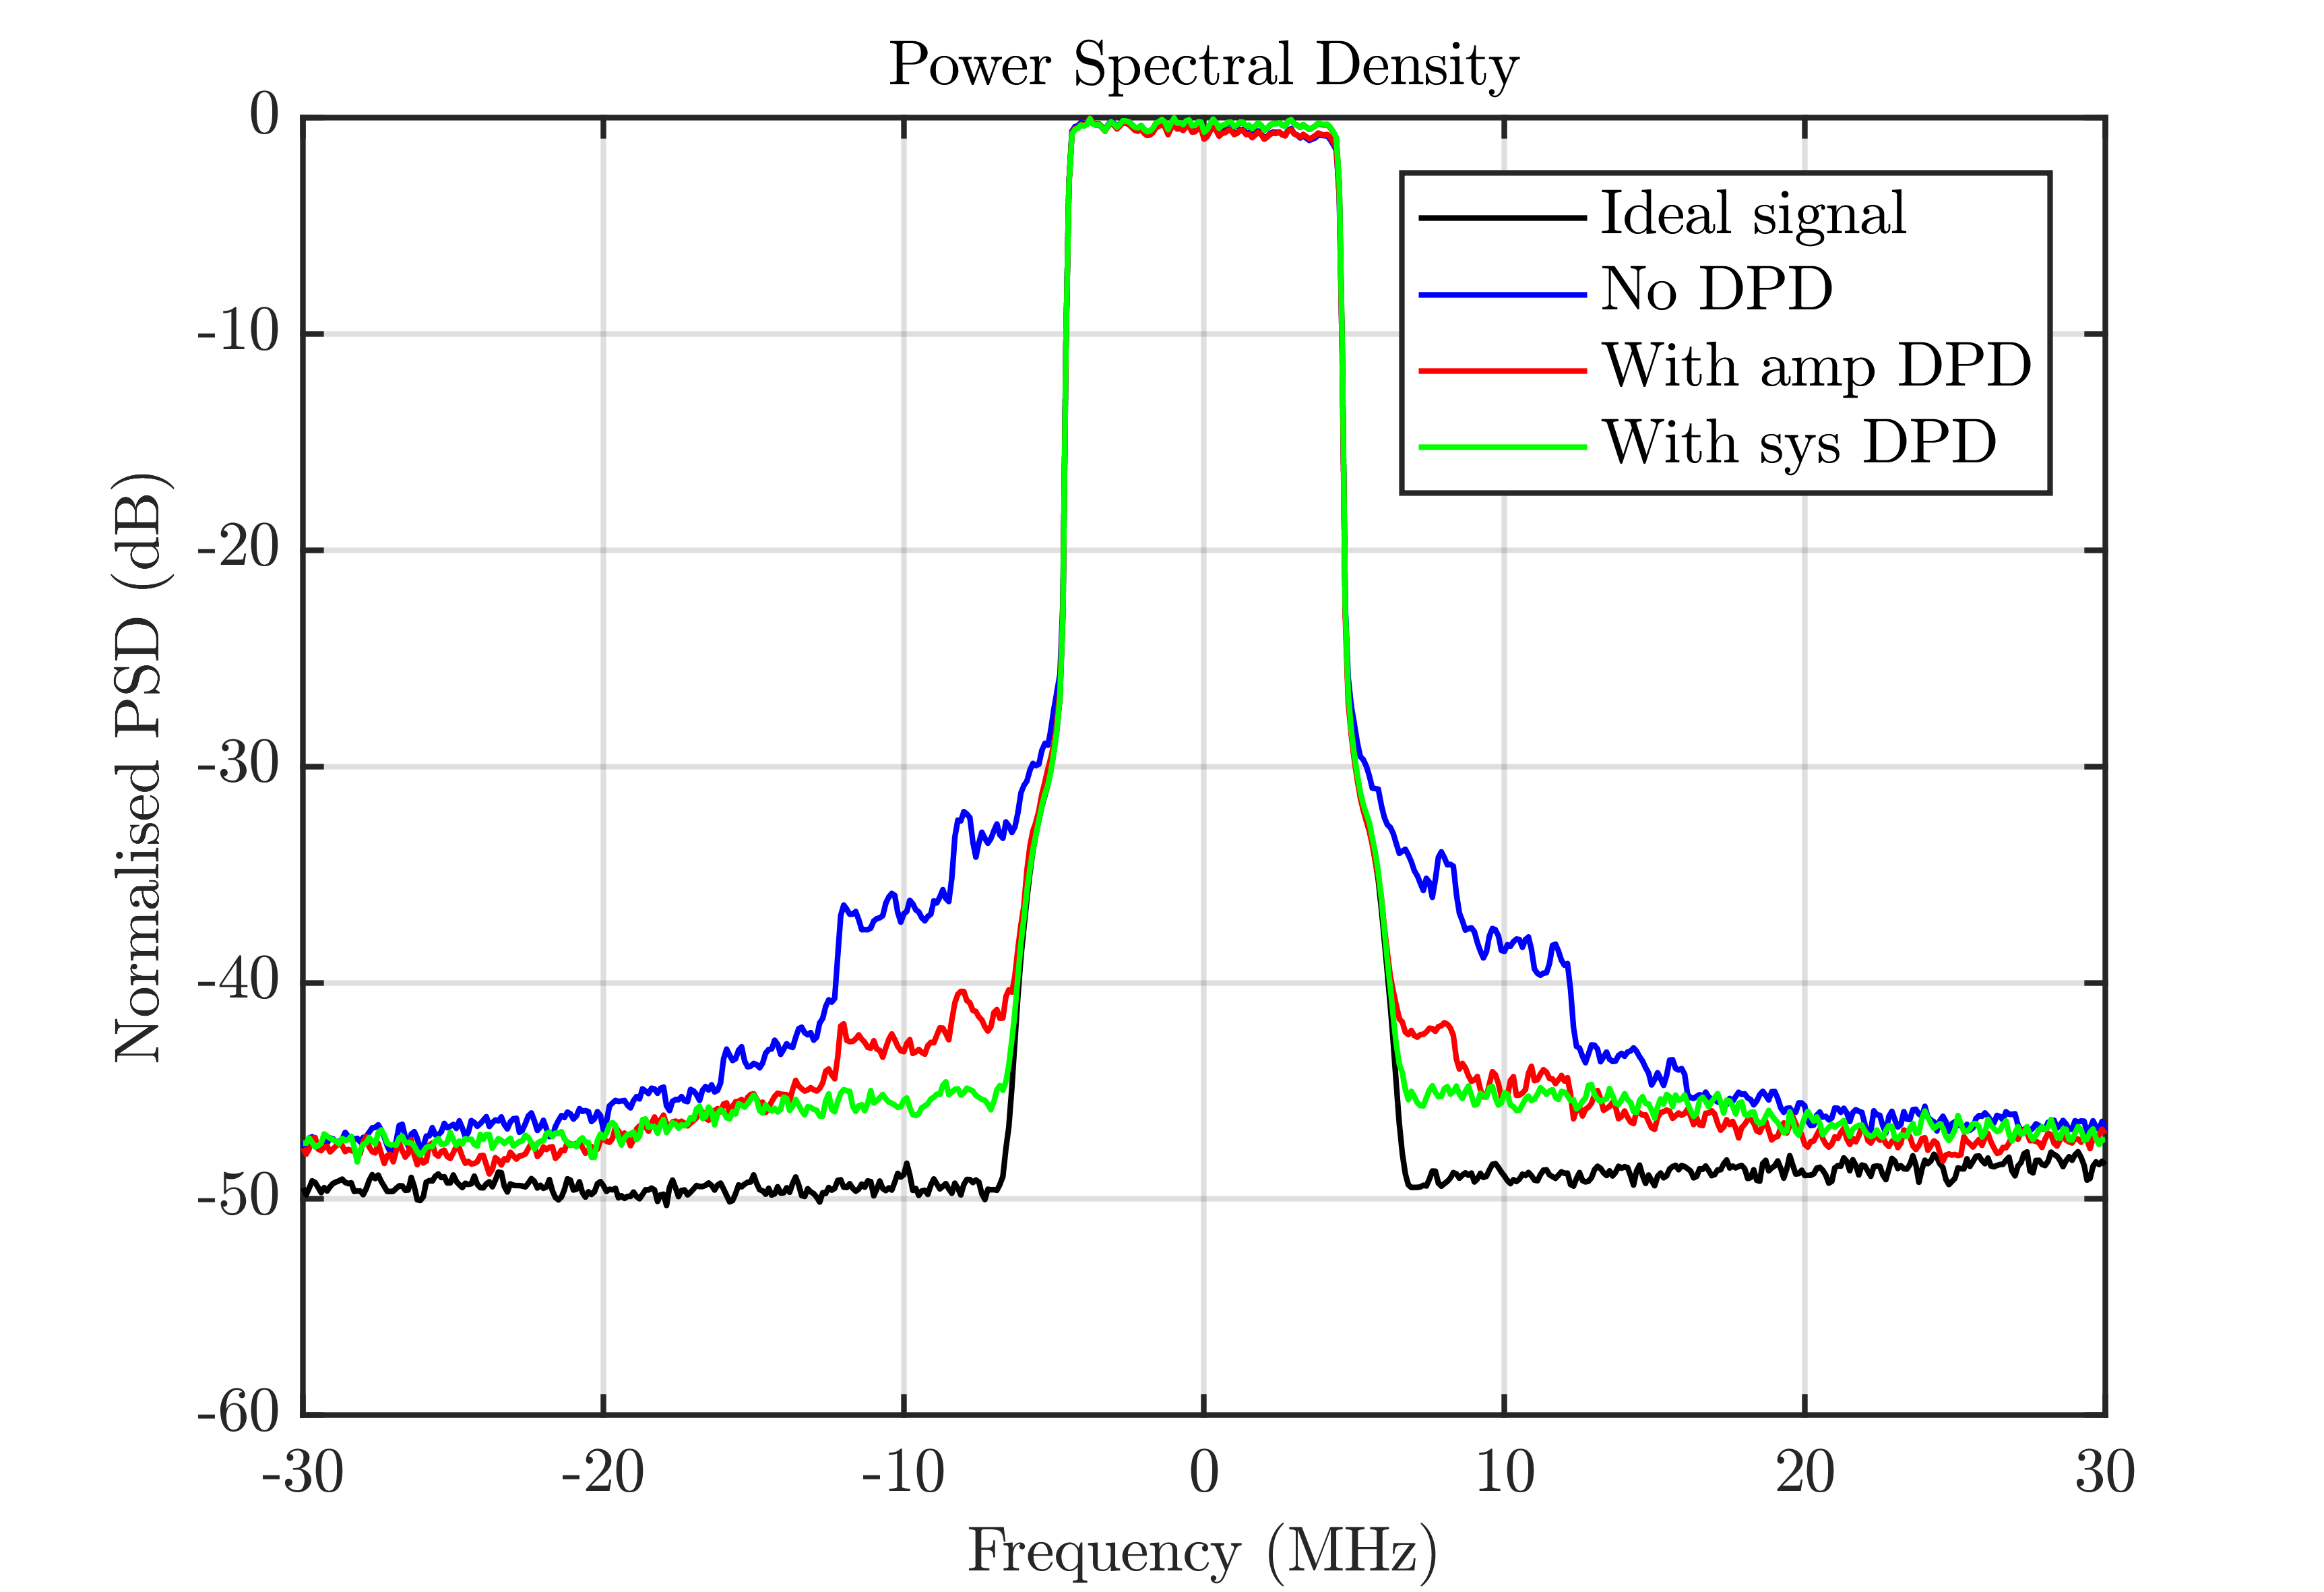 Power Spectral Density
0
-10
-20
-30
-40
-50
-60
Normalised PSD (dB)
Ideal signal
No DPD
With amp DPD
With sys DPD
-30
-20
-10
0
10
20
30
Frequency (MHz)